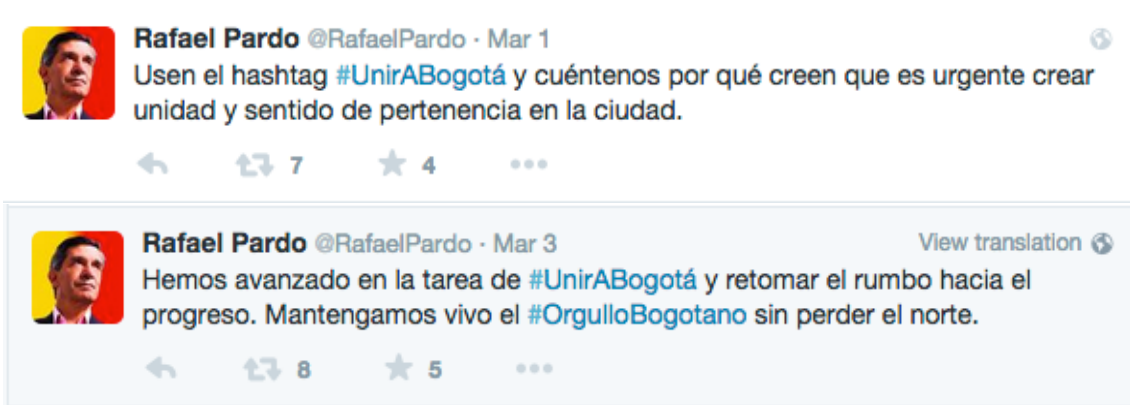 Rafael Pardo @RafaelPardo · Mar 1
Usen el hashtag #UnirABogotá y cuéntenos por qué creen que es urgente crear
unidad y sentido de pertenencia en la ciudad.
7 4
Rafael Pardo @RafaelPardo · Mar 3 View translation
Hemos avanzado en la tarea de #UnirABogotá y retomar el rumbo hacia el
progreso. Mantengamos vivo el #OrgulloBogotano sin perder el norte.
8 5